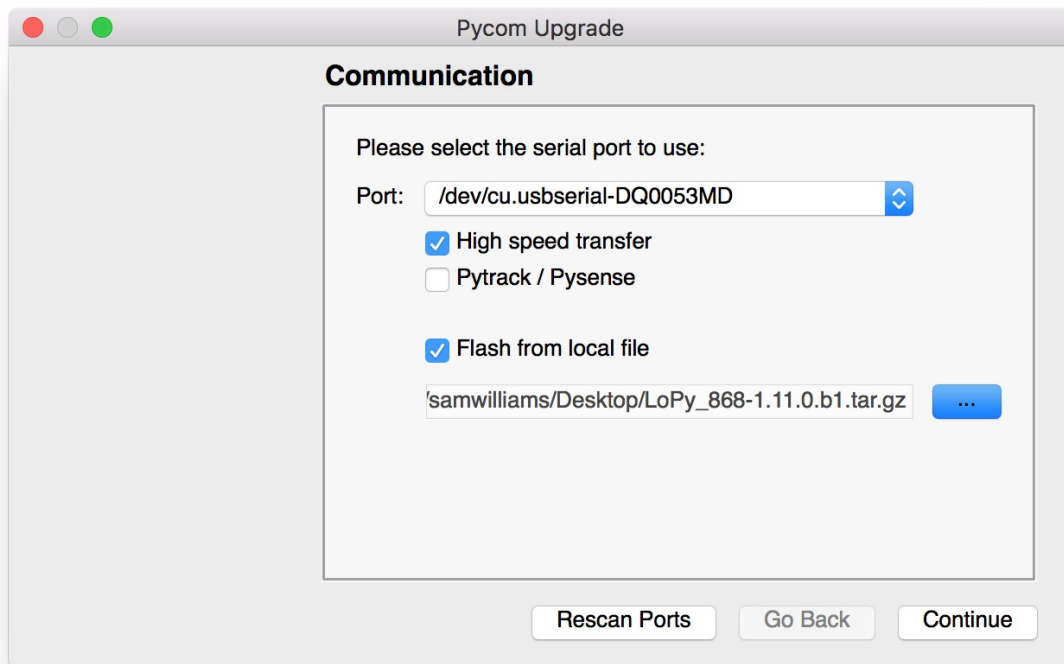 Pycom Upgrade
Communication
Please select the serial port to use:
Port: /dev/cu.usbserial-DQ0053MD
High speed transfer
Pytrack / Pysense
Flash from local file
/samwilliams/Desktop/LoPy_868-1.11.0.b1.tar.gz ...
Rescan Ports Go Back Continue